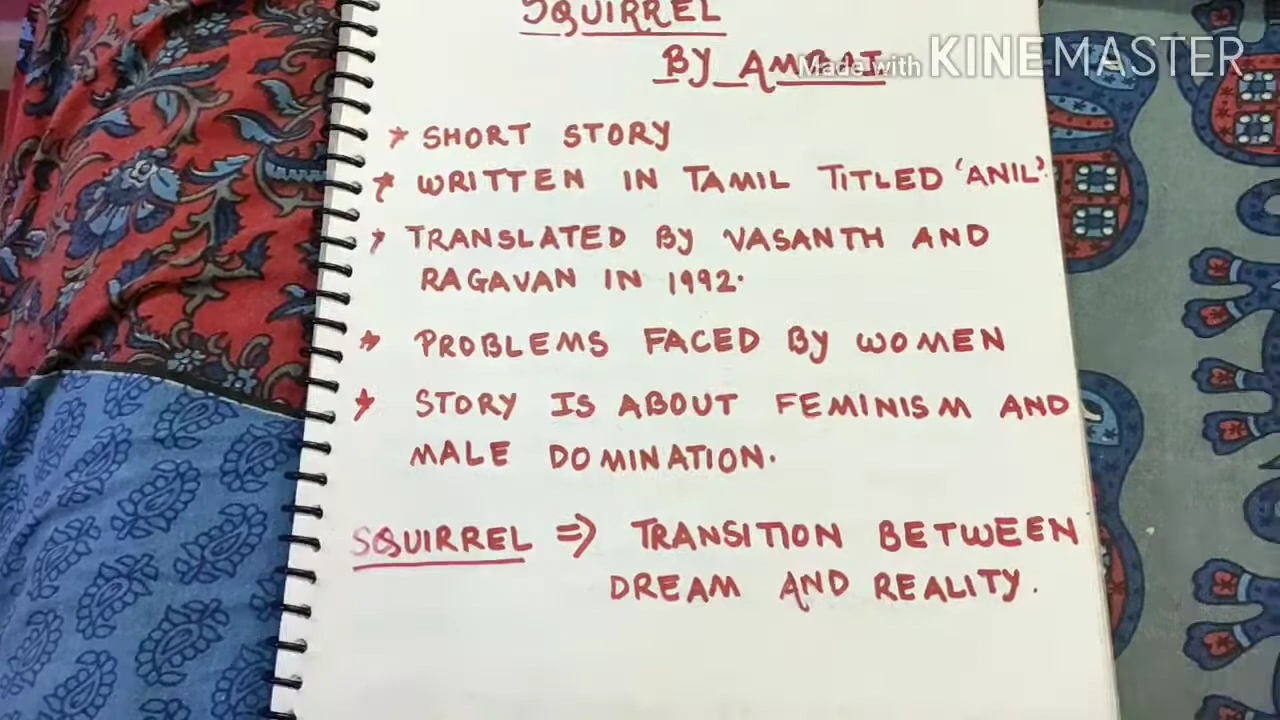 SQUIRREL
BY AMBAI
Made with KINEMASTER
* SHORT STORY
* WRITTEN IN TAMIL TITLED 'ANIL'.
* TRANSLATED BY VASANTH AND
RAGAVAN IN 1992.
* PROBLEMS FACED BY WOMEN
* STORY IS ABOUT FEMINISM AND
MALE DOMINATION.
SQUIRREL => TRANSITION BETWEEN
DREAM AND REALITY.